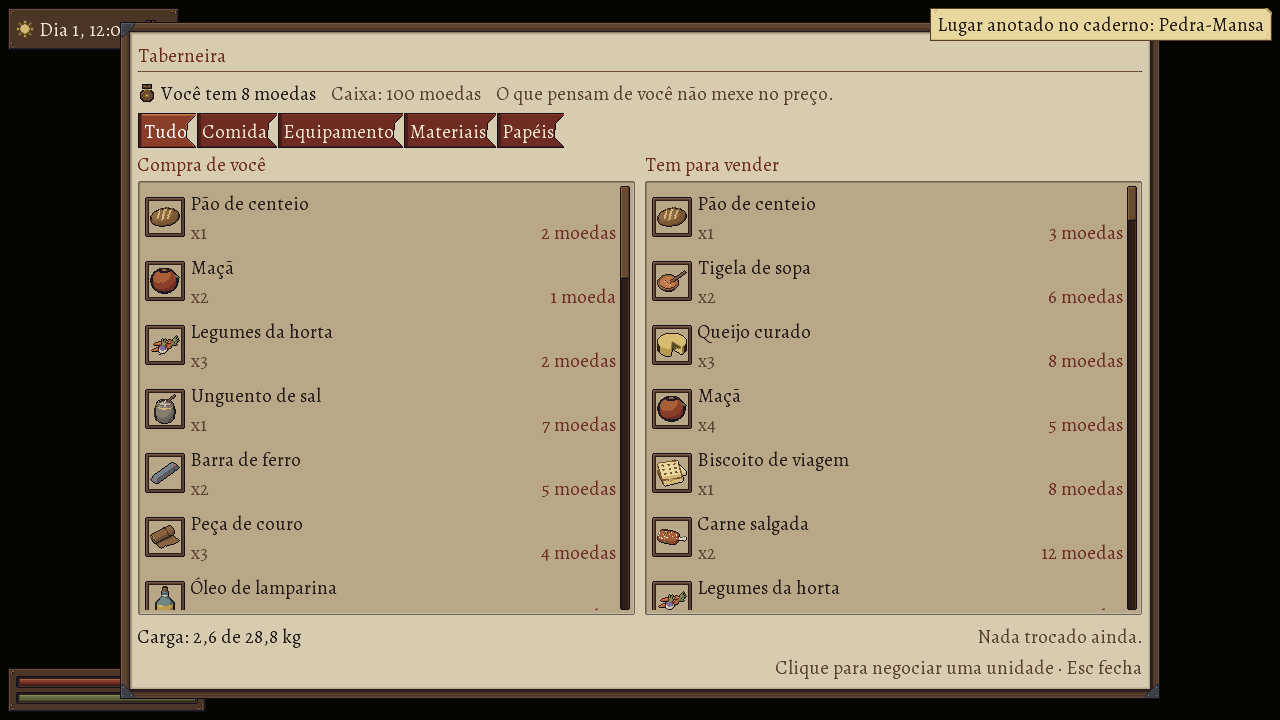 Dia 1, 12:0
Lugar anotado no caderno: Pedra-Mansa
Taberneira
Você tem 8 moedas Caixa: 100 moedas O que pensam de você não mexe no preço.
Tudo Comida Equipamento Materiais Papéis
Compra de você
Pão de centeio
x1 2 moedas
Maçã
x2 1 moeda
Legumes da horta
x3 2 moedas
Unguento de sal
x1 7 moedas
Barra de ferro
x2 5 moedas
Peça de couro
x3 4 moedas
Óleo de lamparina
Tem para vender
Pão de centeio
x1 3 moedas
Tigela de sopa
x2 6 moedas
Queijo curado
x3 8 moedas
Maçã
x4 5 moedas
Biscoito de viagem
x1 8 moedas
Carne salgada
x2 12 moedas
Legumes da horta
Carga: 2,6 de 28,8 kg
Nada trocado ainda.
Clique para negociar uma unidade · Esc fecha